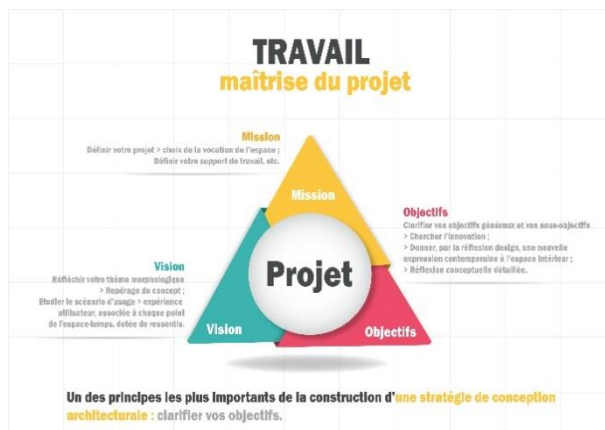 TRAVAIL
maîtrise du projet
Mission
Définir votre projet > choix de la vocation de l'espace ;
Définir votre support de travail, etc.
Mission
Objectifs
Clarifier vos objectifs généraux et vos sous-objectifs
> Chercher l'innovation ;
> Donner, par la réflexion design, une nouvelle
expression contemporaine à l'espace intérieur ;
> Réflexion conceptuelle détaillée.
Vision
Réfléchir votre thème morphologique
> Repérage du concept ;
Etudier le scénario d'usage > expérience
utilisateur, associée à chaque point
de l'espace-temps, dotée de ressentis.
Projet
Vision
Objectifs
Un des principes les plus importants de la construction d'une stratégie de conception
architecturale : clarifier vos objectifs.